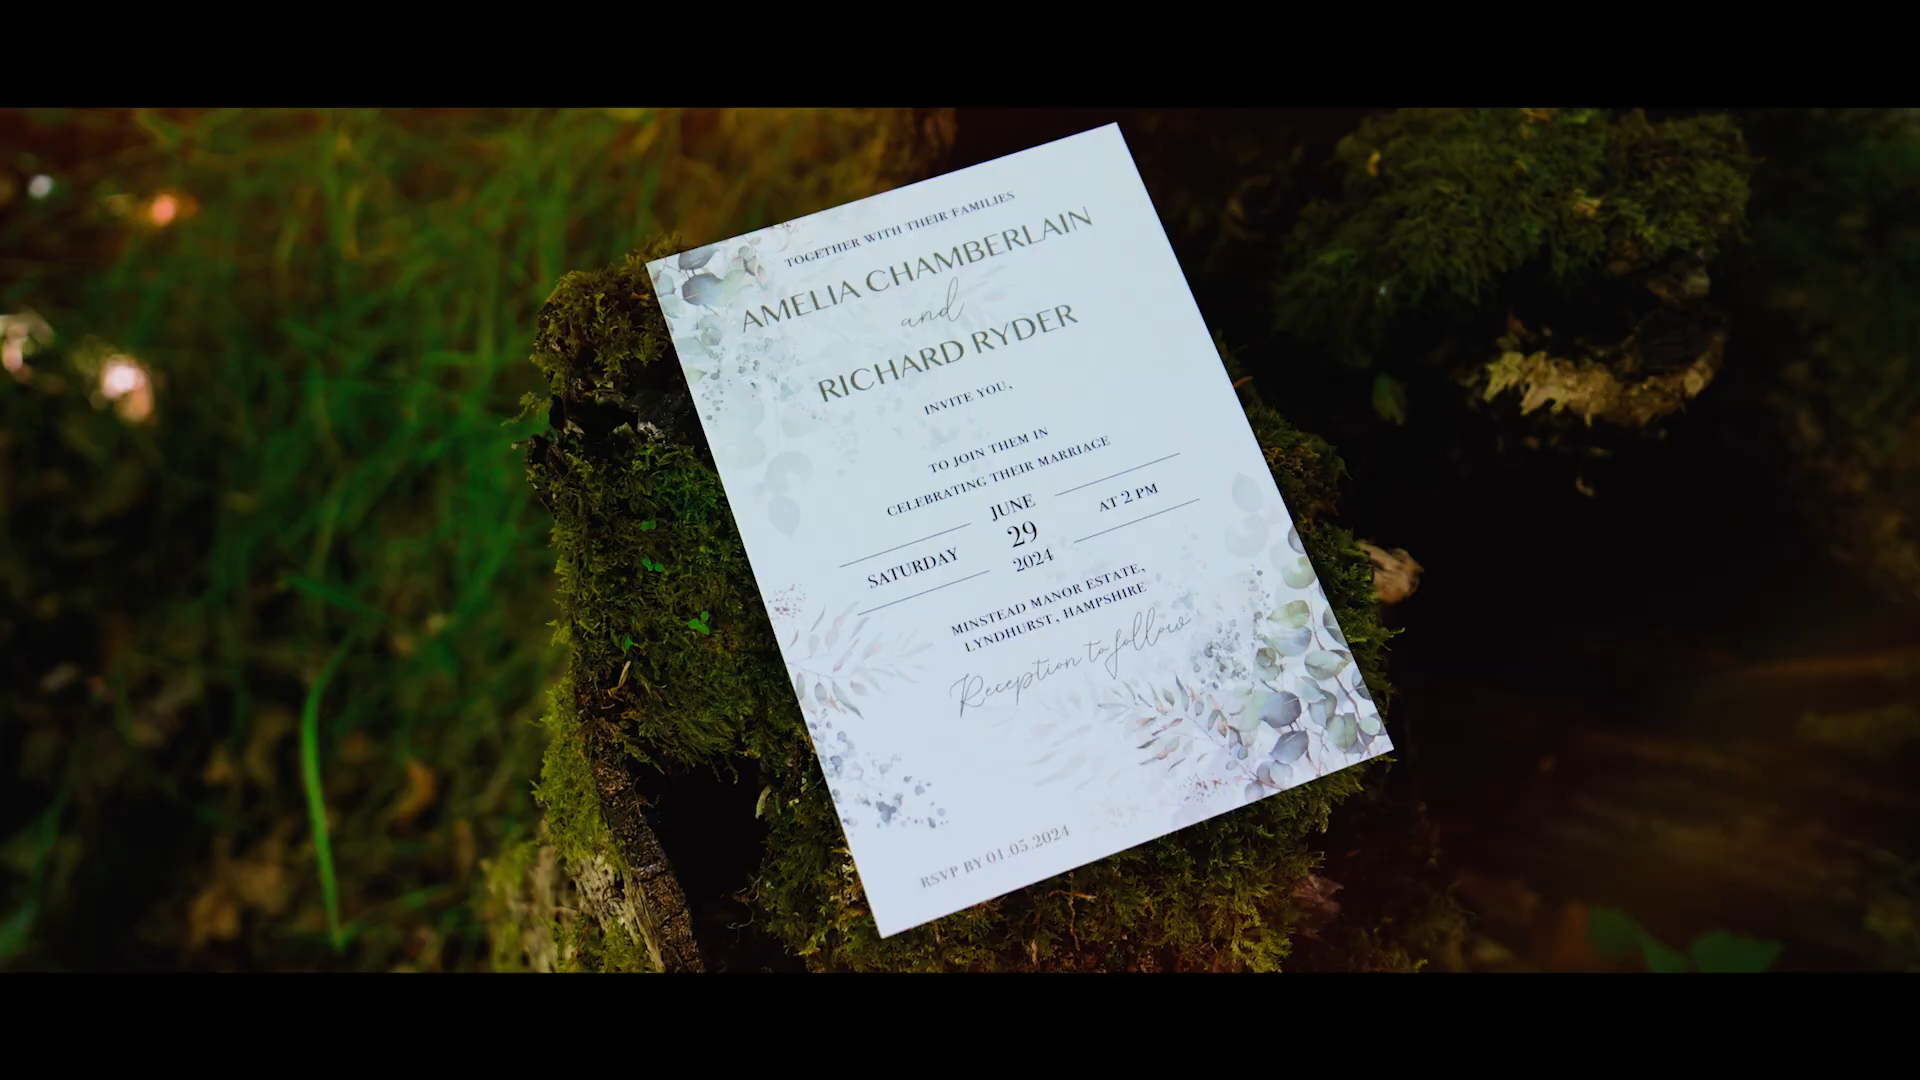 TOGETHER WITH THEIR FAMILIES
AMELIA CHAMBERLAIN
and
RICHARD RYDER
INVITE YOU,
TO JOIN THEM IN
CELEBRATING THEIR MARRIAGE
JUNE
SATURDAY 29 AT 2 PM
2024
MINSTEAD MANOR ESTATE,
LYNDHURST, HAMPSHIRE
Reception to follow
RSVP BY 01.05.2024